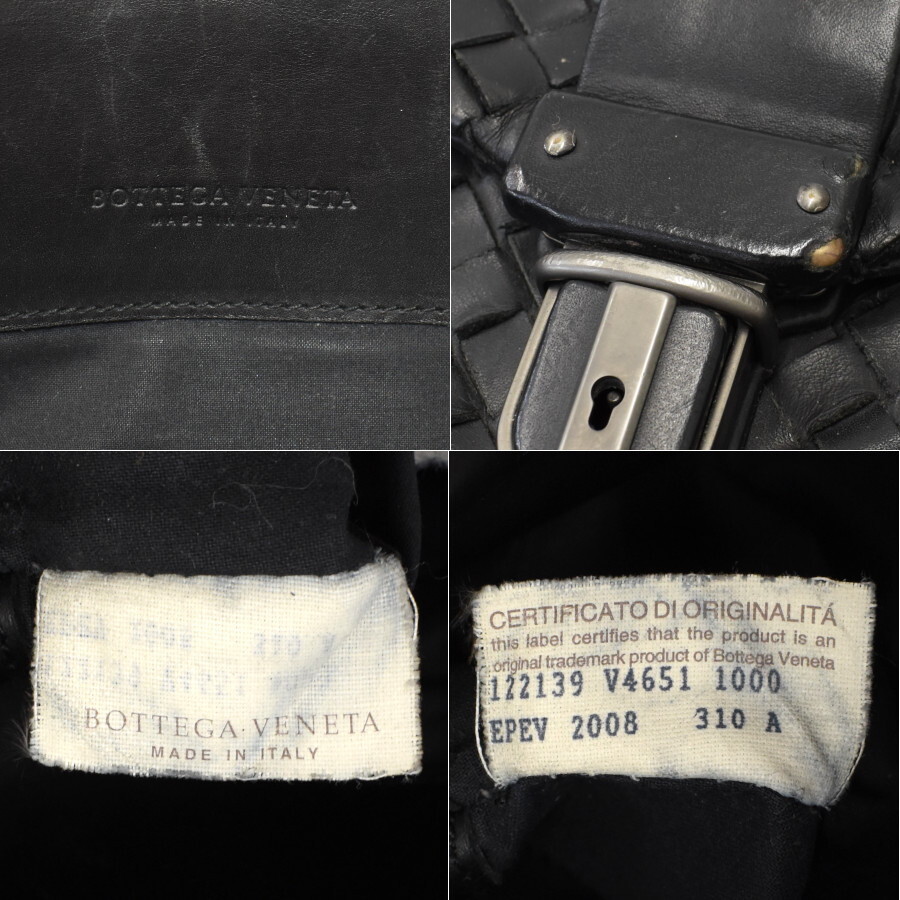 BOTTEGA VENETA
MADE IN ITALY
BOTTEGA·VENETA
MADE IN ITALY
CERTIFICATO DI ORIGINALITÁ
this label certifies that the product is an
original trademark product of Bottega Veneta
122139 V4651 1000
EPEV 2008 310 A